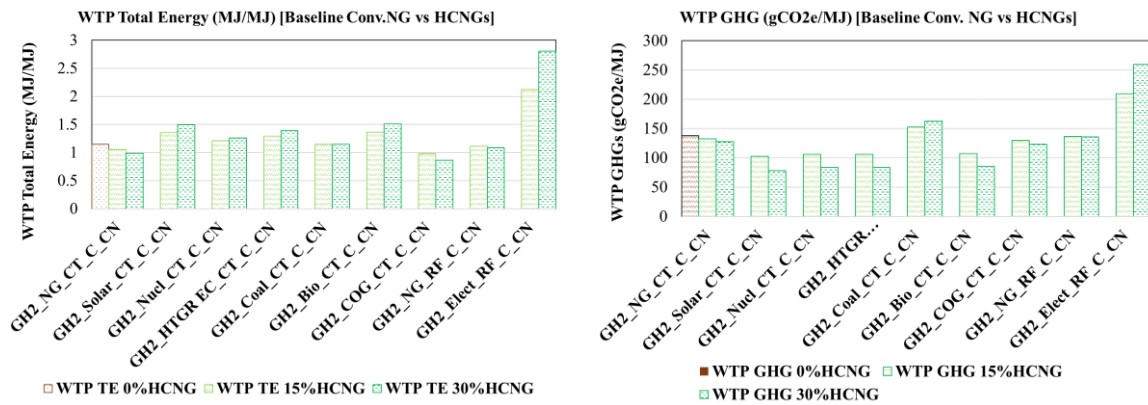 WTP Total Energy (MJ/MJ) [Baseline Conv.NG vs HCNGs]
WTP Total Energy (MJ/MJ)
3
2.5
2
1.5
1
0.5
0
GH2_NG_CT_C_CN
GH2_Solar_CT_C_CN
GH2_Nucl_CT_C_CN
GH2_HTGR EC_CT_C_CN
GH2_Coal_CT_C_CN
GH2_Bio_CT_C_CN
GH2_COG_CT_C_CN
GH2_NG_RF_C_CN
GH2_Elect_RF_C_CN
WTP TE 0%HCNG WTP TE 15%HCNG WTP TE 30%HCNG
WTP GHG (gCO2e/MJ) [Baseline Conv. NG vs HCNGs]
WTP GHGs (gCO2e/MJ)
300
250
200
150
100
50
0
GH2_NG_CT_C_CN
GH2_Solar_CT_C_CN
GH2_Nucl_CT_C_CN
GH2_HTGR…
GH2_Coal_CT_C_CN
GH2_Bio_CT_C_CN
GH2_COG_CT_C_CN
GH2_NG_RF_C_CN
GH2_Elect_RF_C_CN
WTP GHG 0%HCNG WTP GHG 15%HCNG
WTP GHG 30%HCNG